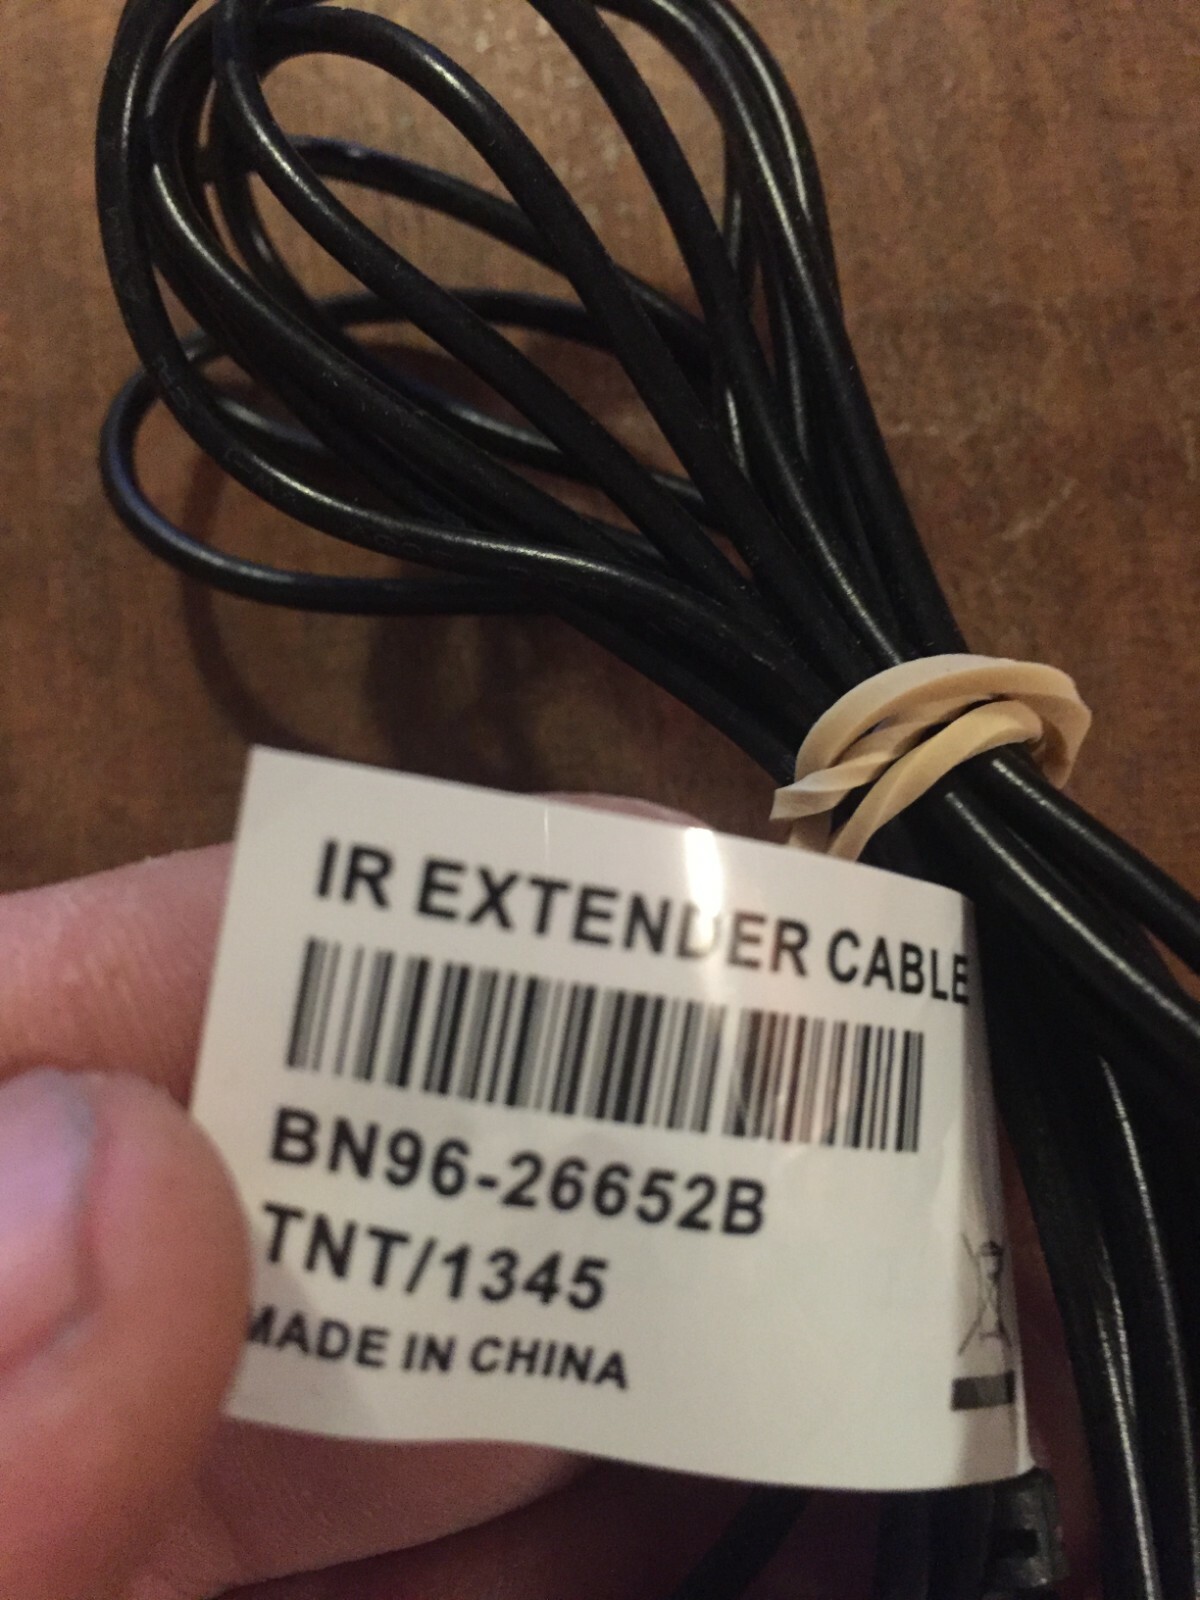 IR EXTENDER CABLE
BN96-26652B
TNT/1345
MADE IN CHINA